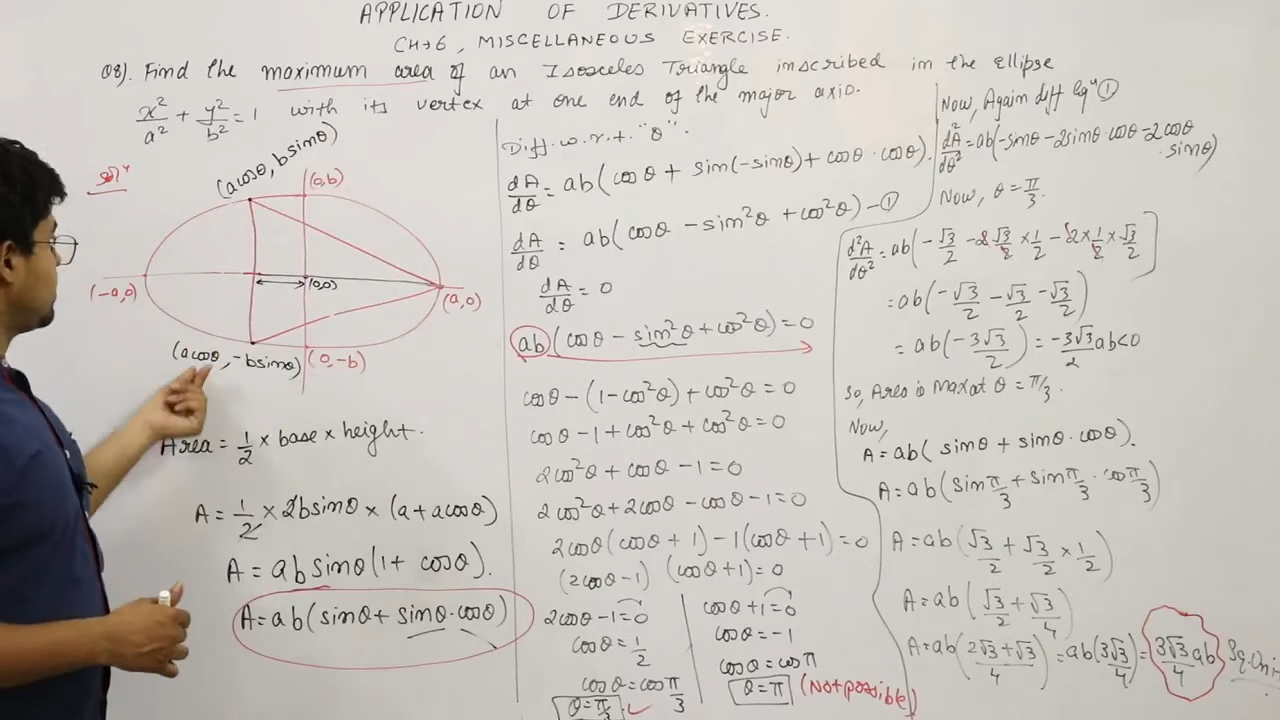 APPLICATION OF DERIVATIVES.
CH→6, MISCELLANEOUS EXERCISE.
Q8). Find the maximum area of an Isosceles Triangle inscribed in the Ellipse
x²/a² + y²/b² = 1 with its vertex at one end of the major axis.
Solⁿ
(acosθ, bsinθ)
(0,b)
(-a,0)
(0,0)
(a,0)
(acosθ, -bsinθ)
(0,-b)
Area = 1/2 × base × height.
A = 1/2 × 2bsinθ × (a + acosθ)
A = ab sinθ(1 + cosθ).
A = ab(sinθ + sinθ·cosθ)
Diff. w.r.t. "θ".
dA/dθ = ab(cosθ + sin(-sinθ) + cosθ·cosθ).
dA/dθ = ab(cosθ - sin²θ + cos²θ) - ①
dA/dθ = 0
ab(cosθ - sin²θ + cos²θ) = 0
cosθ - (1 - cos²θ) + cos²θ = 0
cosθ - 1 + cos²θ + cos²θ = 0
2cos²θ + cosθ - 1 = 0
2cos²θ + 2cosθ - cosθ - 1 = 0
2cosθ(cosθ + 1) - 1(cosθ + 1) = 0
(2cosθ - 1) (cosθ + 1) = 0
2cosθ - 1 = 0
cosθ = 1/2
cosθ = cosπ/3
θ = π/3 ✓
cosθ + 1 = 0
cosθ = -1
cosθ = cosπ
θ = π (Not possible)
Now, Again diff Eqⁿ ①
d²A/dθ² = ab(-sinθ - 2sinθ cosθ - 2cosθ
·sinθ)
Now, θ = π/3.
d²A/dθ² = ab(-√3/2 - 2√3/2 × 1/2 - 2 × 1/2 × √3/2]
= ab(-√3/2 - √3/2 - √3/2)
= ab(-3√3/2) = -3√3/2 ab < 0
So, Area is Max at θ = π/3.
Now,
A = ab(sinθ + sinθ·cosθ).
A = ab(sinπ/3 + sinπ/3 · cosπ/3)
A = ab(√3/2 + √3/2 × 1/2)
A = ab(√3/2 + √3/4)
A = ab(2√3 + √3/4) = ab(3√3/4) = 3√3ab/4